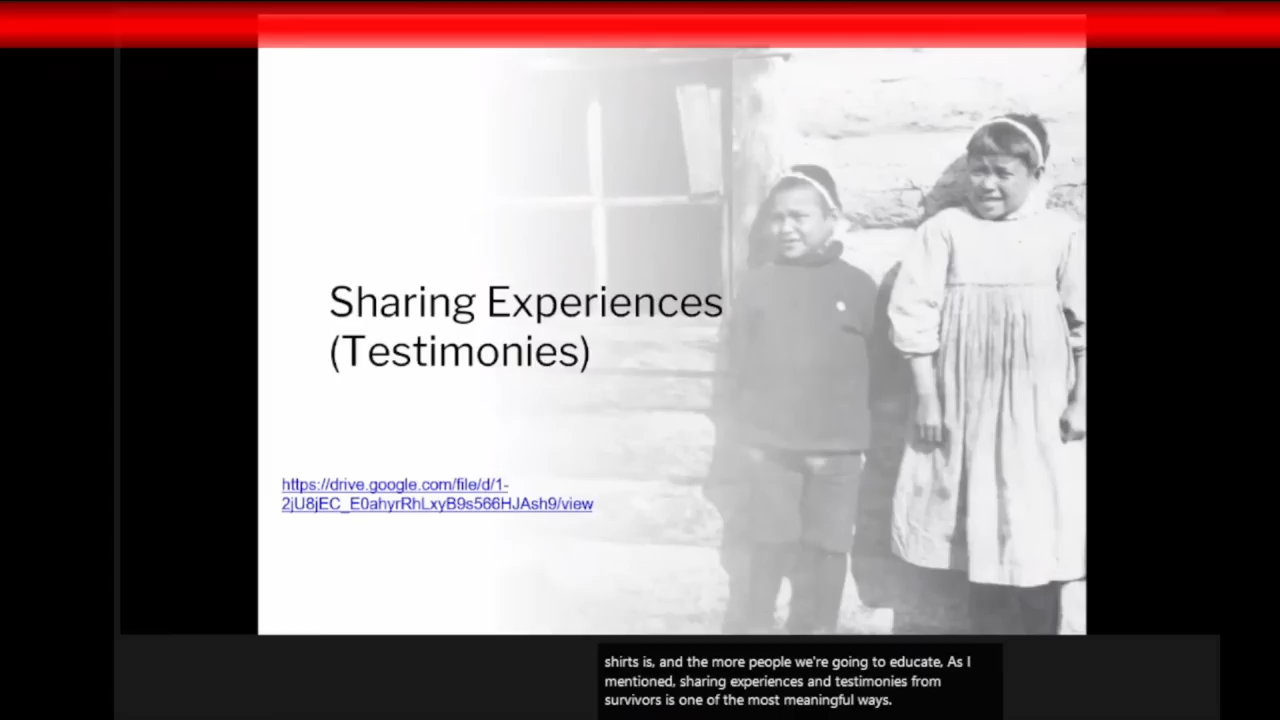 Sharing Experiences
(Testimonies)
https://drive.google.com/file/d/1-
2jU8jEC_E0ahyrRhLxyB9s566HJAsh9/view
shirts is, and the more people we're going to educate, As I
mentioned, sharing experiences and testimonies from
survivors is one of the most meaningful ways.